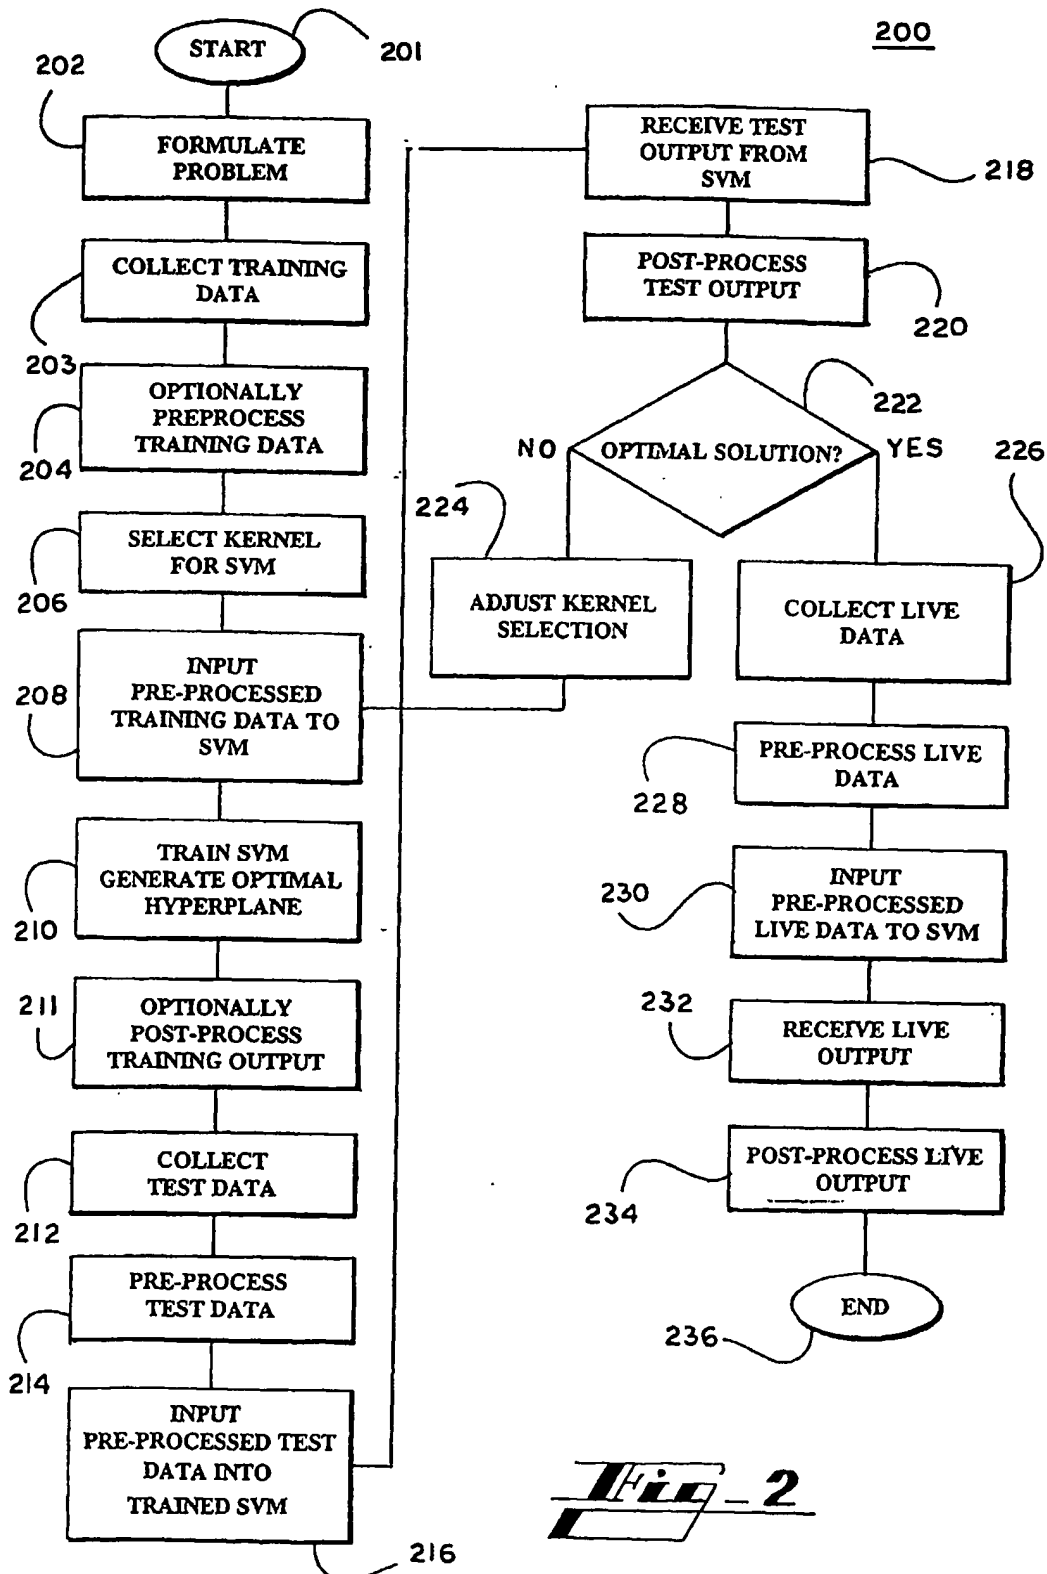 START
201
200
202
FORMULATE
PROBLEM
COLLECT TRAINING
DATA
203
OPTIONALLY
PREPROCESS
TRAINING DATA
204
SELECT KERNEL
FOR SVM
206
INPUT
PRE-PROCESSED
TRAINING DATA TO
SVM
208
TRAIN SVM
GENERATE OPTIMAL
HYPERPLANE
210
211
OPTIONALLY
POST-PROCESS
TRAINING OUTPUT
COLLECT
TEST DATA
212
PRE-PROCESS
TEST DATA
214
INPUT
PRE-PROCESSED TEST
DATA INTO
TRAINED SVM
216
RECEIVE TEST
OUTPUT FROM
SVM
218
POST-PROCESS
TEST OUTPUT
220
222
NO
OPTIMAL SOLUTION?
YES
224
226
ADJUST KERNEL
SELECTION
COLLECT LIVE
DATA
PRE-PROCESS LIVE
DATA
228
INPUT
PRE-PROCESSED
LIVE DATA TO SVM
230
232
RECEIVE LIVE
OUTPUT
POST-PROCESS LIVE
OUTPUT
234
END
236
Fig_2